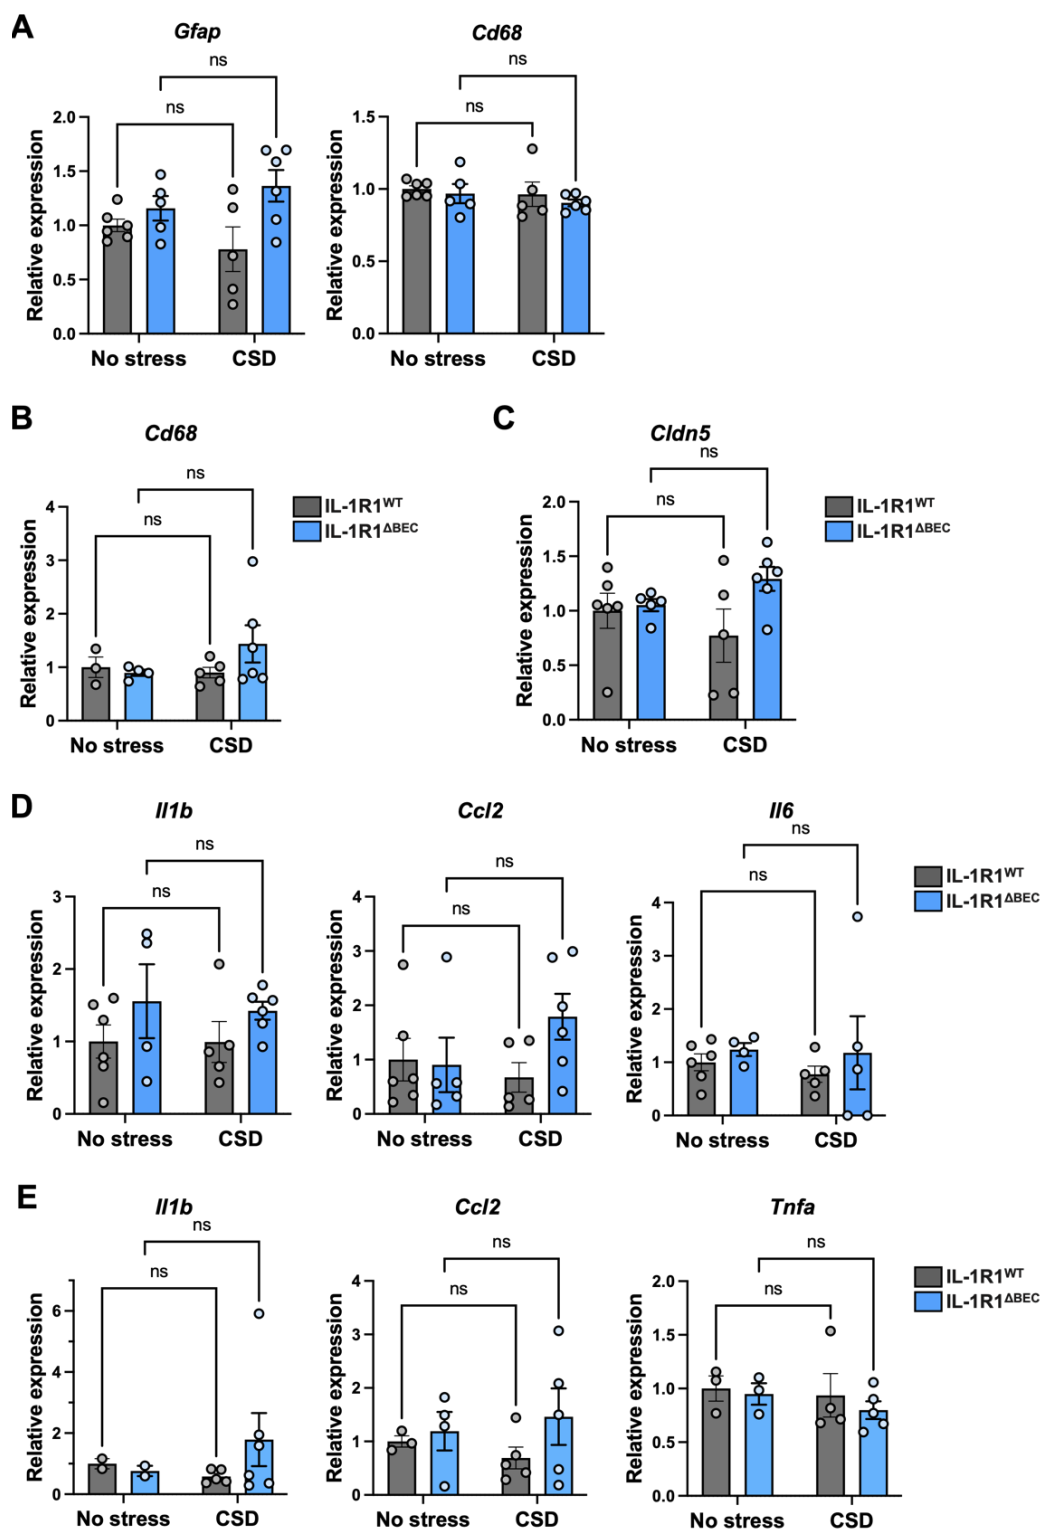 A
Gfap
Cd68
ns
ns
ns
ns
Relative expression
2.0
1.5
1.0
0.5
0.0
No stress
CSD
Relative expression
1.5
1.0
0.5
0.0
No stress
CSD
B
Cd68
ns
ns
Relative expression
4
3
2
1
0
No stress
CSD
IL-1R1WT
IL-1R1ΔBEC
C
Cldn5
ns
ns
Relative expression
2.0
1.5
1.0
0.5
0.0
No stress
CSD
IL-1R1WT
IL-1R1ΔBEC
D
Il1b
ns
ns
Relative expression
3
2
1
0
No stress
CSD
Ccl2
ns
ns
Relative expression
4
3
2
1
0
No stress
CSD
Il6
ns
ns
Relative expression
4
3
2
1
0
No stress
CSD
IL-1R1WT
IL-1R1ΔBEC
E
Il1b
ns
ns
Relative expression
6
4
2
0
No stress
CSD
Ccl2
ns
ns
Relative expression
4
3
2
1
0
No stress
CSD
Tnfa
ns
ns
Relative expression
2.0
1.5
1.0
0.5
0.0
No stress
CSD
IL-1R1WT
IL-1R1ΔBEC